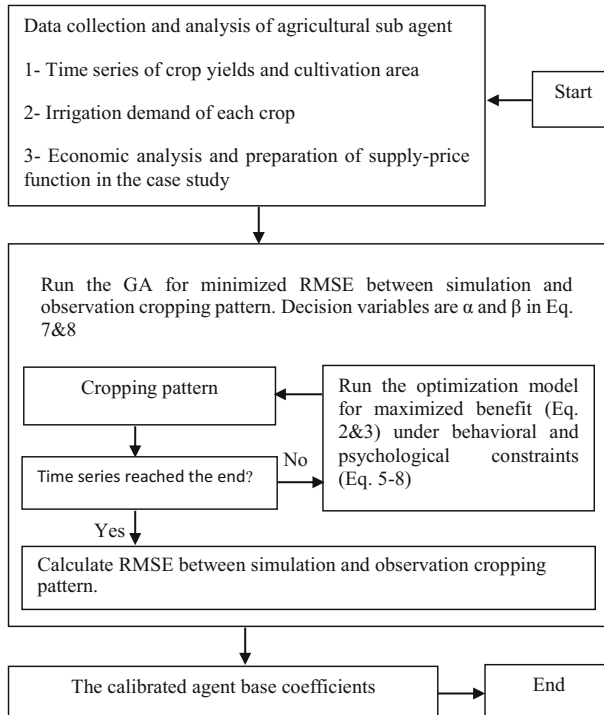 Data collection and analysis of agricultural sub agent
1- Time series of crop yields and cultivation area
2- Irrigation demand of each crop
3- Economic analysis and preparation of supply-price
function in the case study
Start
Run the GA for minimized RMSE between simulation and
observation cropping pattern. Decision variables are α and β in Eq.
7&8
Cropping pattern
Run the optimization model
for maximized benefit (Eq.
2&3) under behavioral and
psychological constraints
(Eq. 5-8)
Time series reached the end?
No
Yes
Calculate RMSE between simulation and observation cropping
pattern.
The calibrated agent base coefficients
End